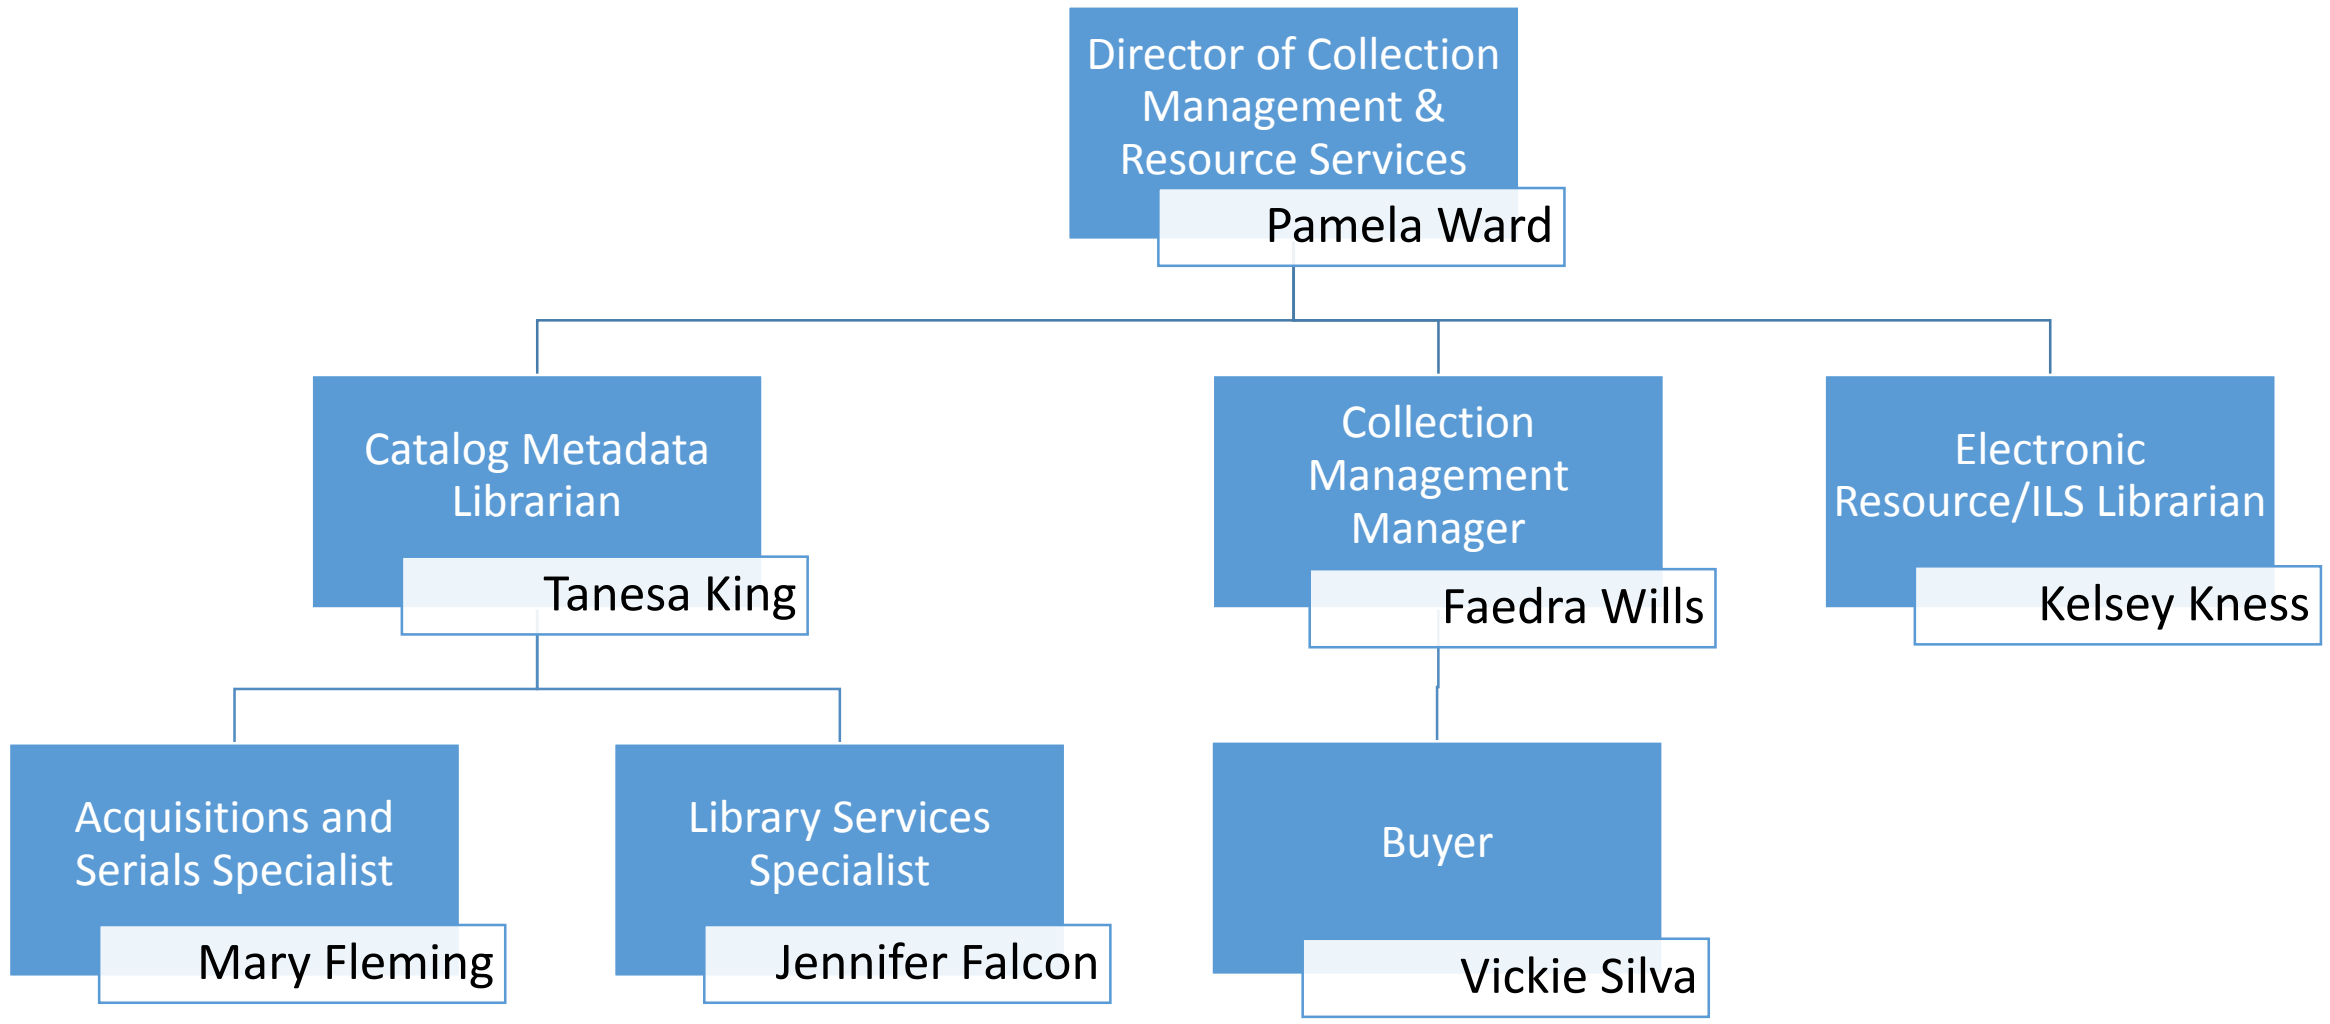 Director of Collection
Management &
Resource Services
Pamela Ward
Catalog Metadata
Librarian
Tanesa King
Collection
Management
Manager
Faedra Wills
Electronic
Resource/ILS Librarian
Kelsey Kness
Acquisitions and
Serials Specialist
Mary Fleming
Library Services
Specialist
Jennifer Falcon
Buyer
Vickie Silva